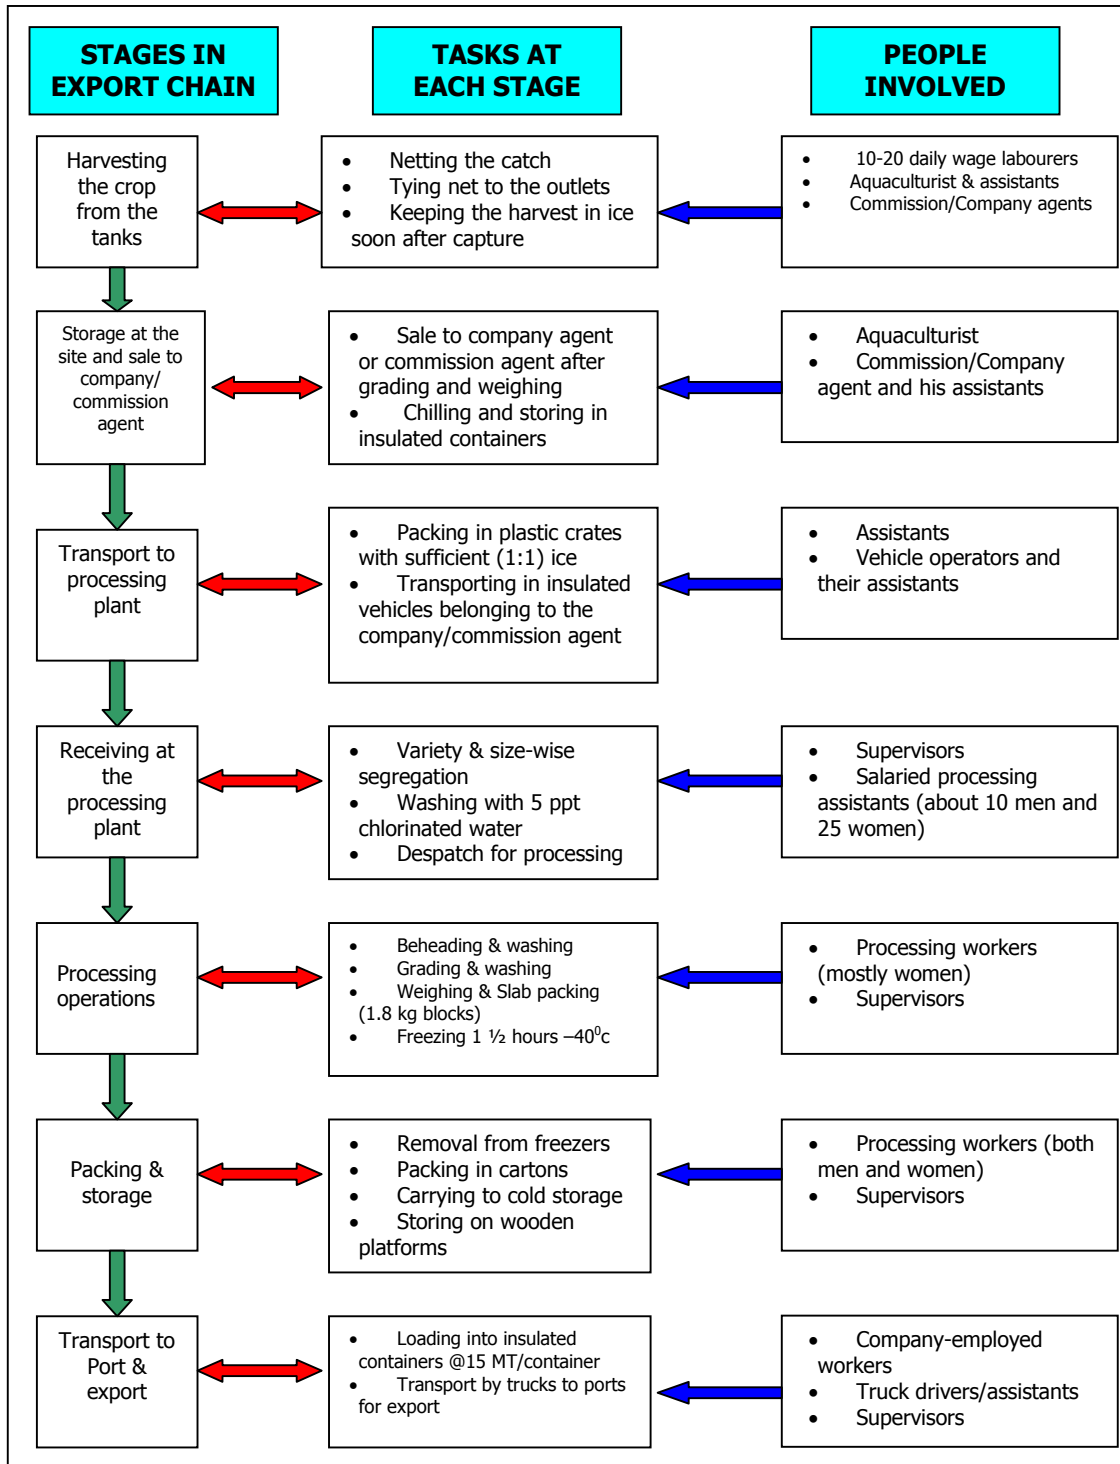 STAGES IN
EXPORT CHAIN
TASKS AT
EACH STAGE
PEOPLE
INVOLVED
Harvesting
the crop
from the
tanks
• Netting the catch
• Tying net to the outlets
• Keeping the harvest in ice
soon after capture
• 10-20 daily wage labourers
• Aquaculturist & assistants
• Commission/Company agents
Storage at the
site and sale to
company/
commission
agent
• Sale to company agent
or commission agent after
grading and weighing
• Chilling and storing in
insulated containers
• Aquaculturist
• Commission/Company
agent and his assistants
Transport to
processing
plant
• Packing in plastic crates
with sufficient (1:1) ice
• Transporting in insulated
vehicles belonging to the
company/commission agent
• Assistants
• Vehicle operators and
their assistants
Receiving at
the
processing
plant
• Variety & size-wise
segregation
• Washing with 5 ppt
chlorinated water
• Despatch for processing
• Supervisors
• Salaried processing
assistants (about 10 men and
25 women)
Processing
operations
• Beheading & washing
• Grading & washing
• Weighing & Slab packing
(1.8 kg blocks)
• Freezing 1 ½ hours –40⁰c
• Processing workers
(mostly women)
• Supervisors
Packing &
storage
• Removal from freezers
• Packing in cartons
• Carrying to cold storage
• Storing on wooden
platforms
• Processing workers (both
men and women)
• Supervisors
Transport to
Port &
export
• Loading into insulated
containers @15 MT/container
• Transport by trucks to ports
for export
• Company-employed
workers
• Truck drivers/assistants
• Supervisors